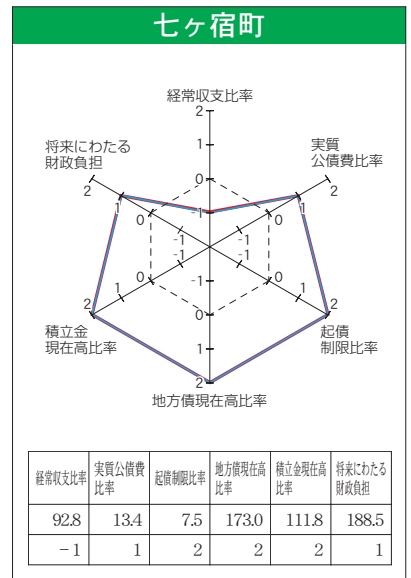 七ヶ宿町
経常収支比率
2
1
0
-1
実質
公債費比率
2
1
0
-1
起債
制限比率
2
1
0
-1
地方債現在高比率
2
1
0
-1
積立金
現在高比率
2
1
0
-1
将来にわたる
財政負担
2
1
0
-1
経常収支比率 実質公債費比率 起債制限比率 地方債現在高比率 積立金現在高比率 将来にわたる財政負担
92.8 13.4 7.5 173.0 111.8 188.5
-1 1 2 2 2 1